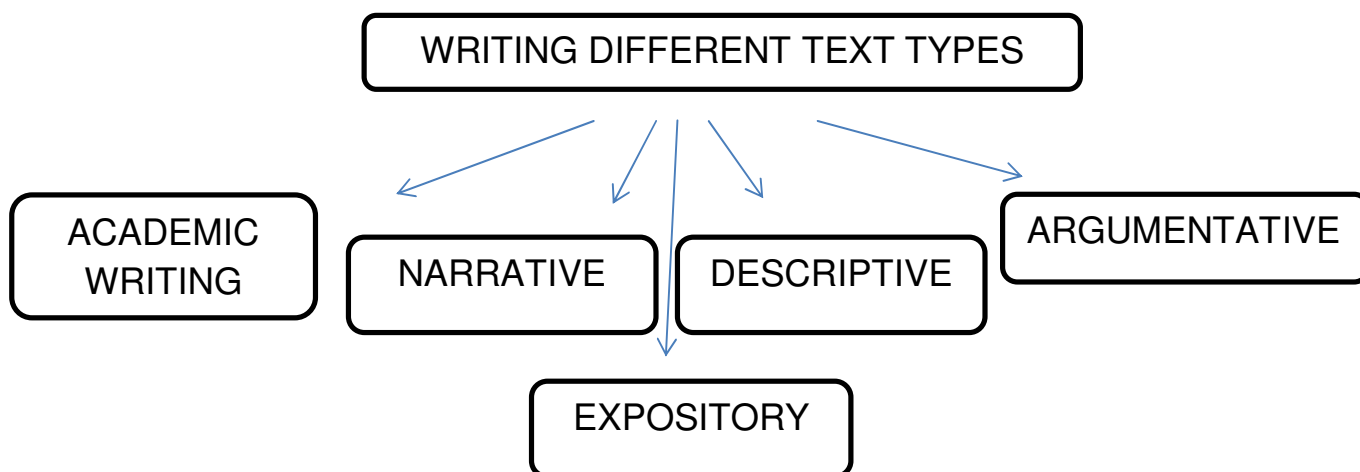 WRITING DIFFERENT TEXT TYPES
ACADEMIC
WRITING
NARRATIVE
DESCRIPTIVE
ARGUMENTATIVE
EXPOSITORY